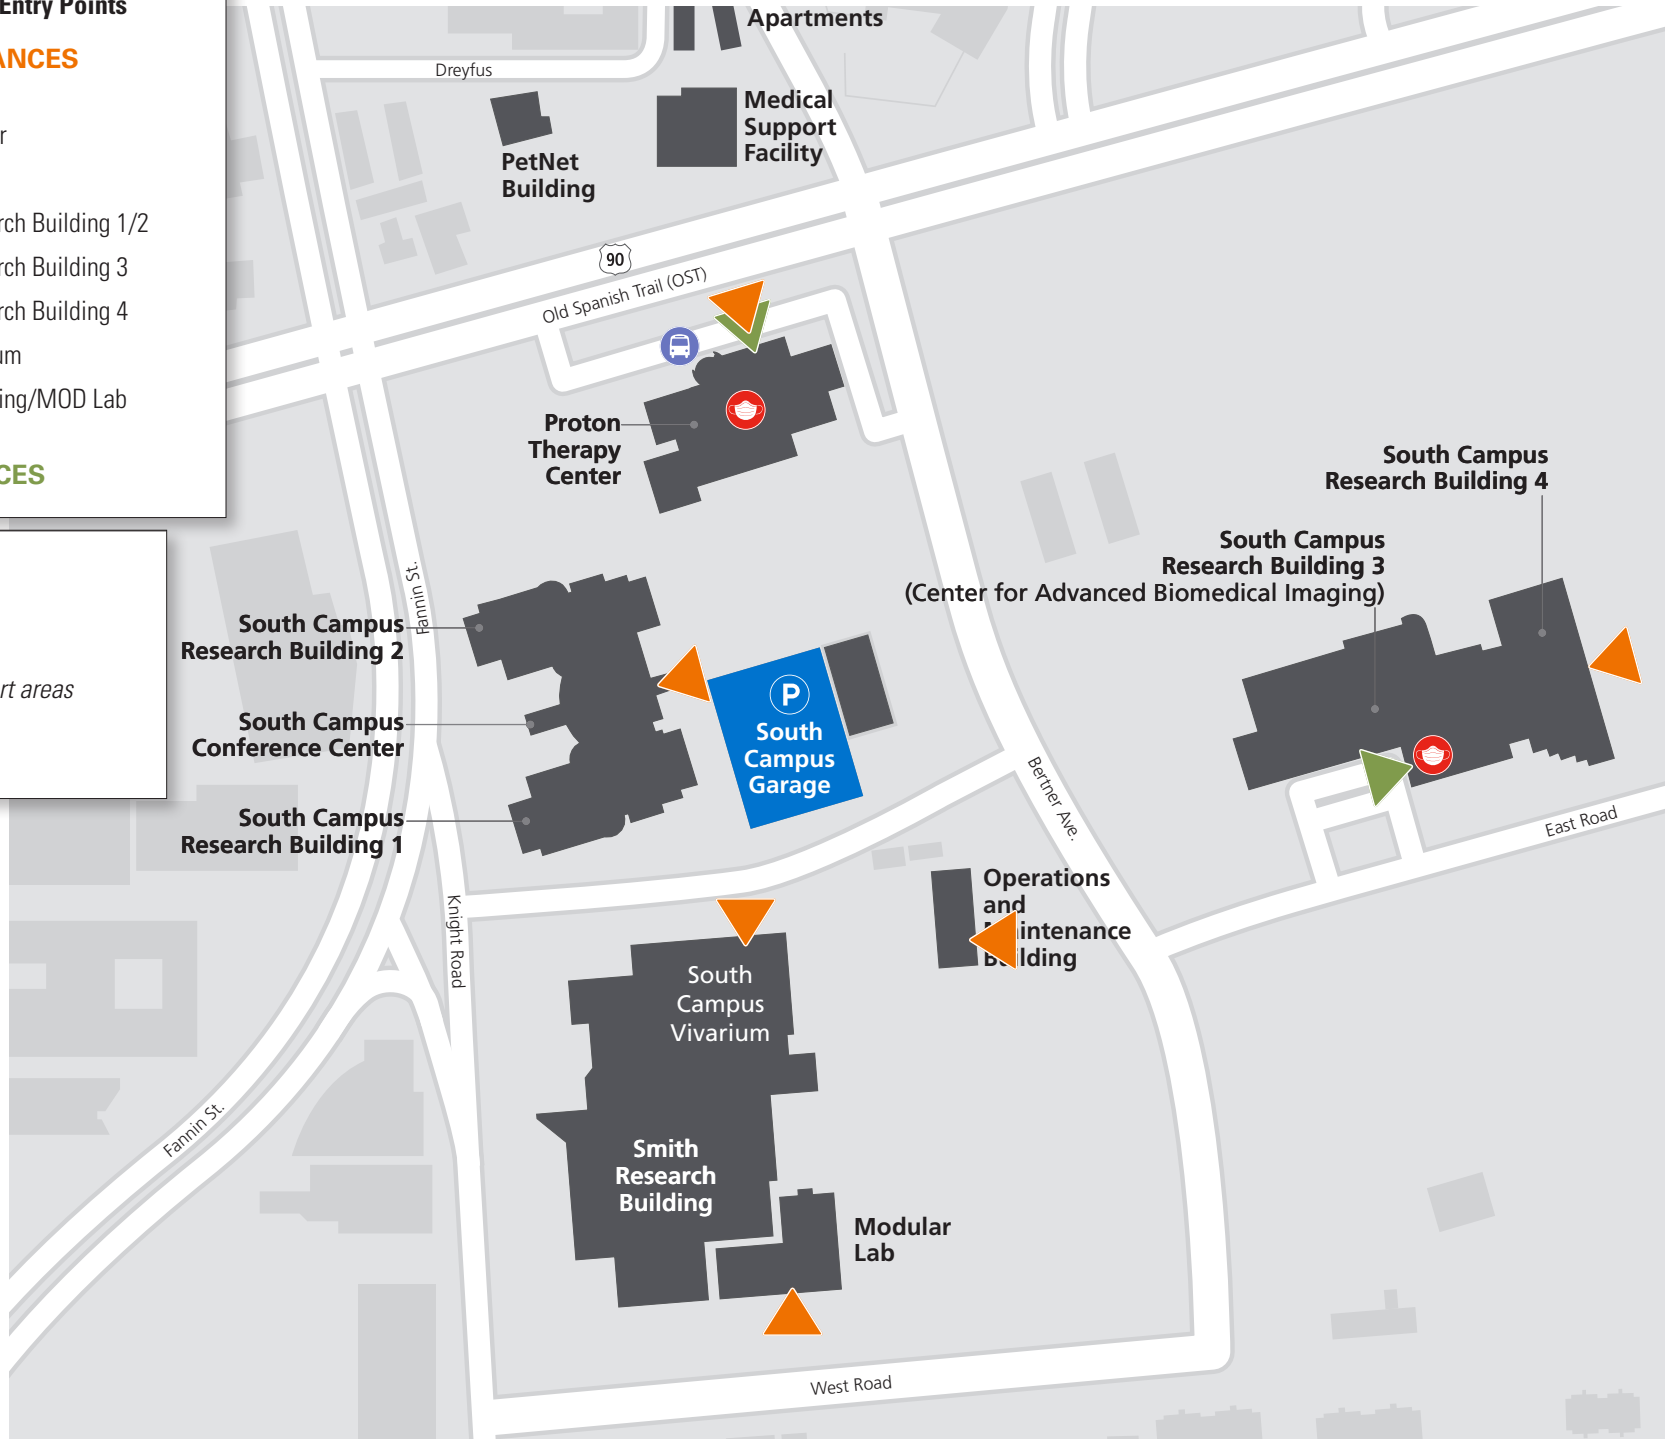 Entry Points
ANCES
r
rch Building 1/2
rch Building 3
rch Building 4
um
ing/MOD Lab
CES
rt areas
Apartments
Dreyfus
Medical
Support
Facility
PetNet
Building
90
Old Spanish Trail (OST)
Proton
Therapy
Center
South Campus
Research Building 4
South Campus
Research Building 3
(Center for Advanced Biomedical Imaging)
Fannin St.
South Campus
Research Building 2
P
South
Campus
Garage
South Campus
Conference Center
South Campus
Research Building 1
Bertner Ave.
East Road
Knight Road
Operations
and
Maintenance
Building
South
Campus
Vivarium
Fannin St.
Smith
Research
Building
Modular
Lab
West Road